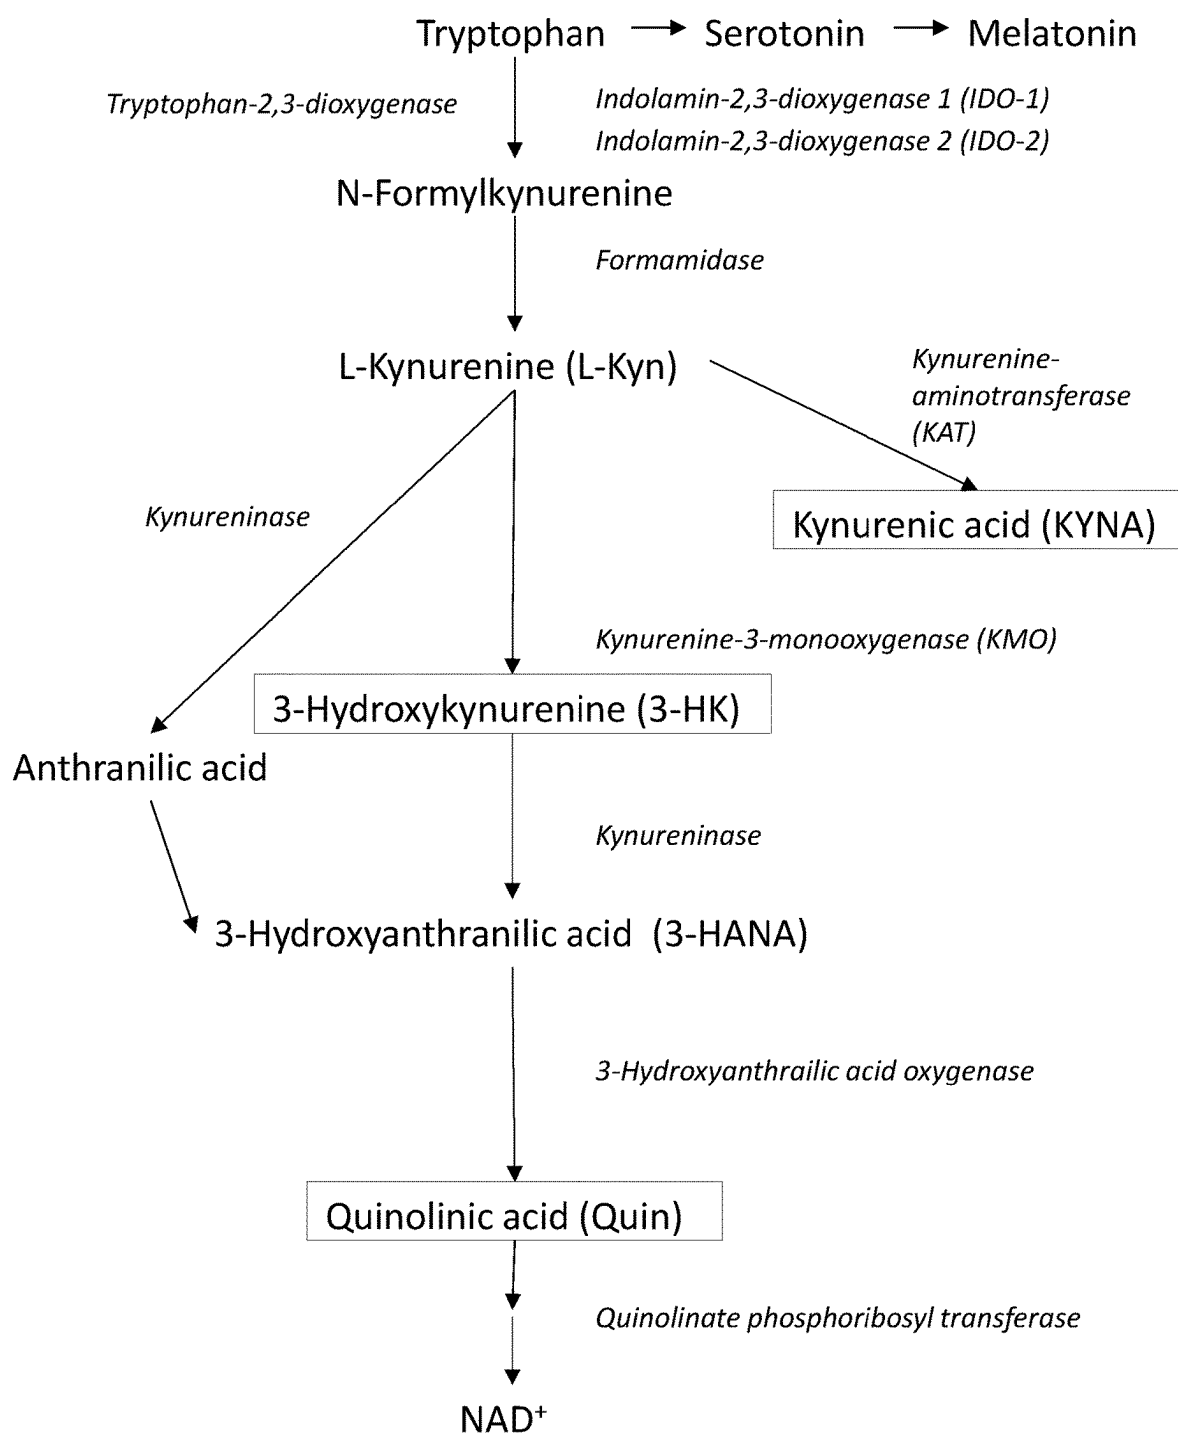 Tryptophan → Serotonin → Melatonin
Tryptophan-2,3-dioxygenase
Indolamin-2,3-dioxygenase 1 (IDO-1)
Indolamin-2,3-dioxygenase 2 (IDO-2)
N-Formylkynurenine
Formamidase
L-Kynurenine (L-Kyn)
Kynurenine-
aminotransferase
(KAT)
Kynureninase
Kynurenic acid (KYNA)
Kynurenine-3-monooxygenase (KMO)
3-Hydroxykynurenine (3-HK)
Anthranilic acid
Kynureninase
3-Hydroxyanthranilic acid (3-HANA)
3-Hydroxyanthrailic acid oxygenase
Quinolinic acid (Quin)
Quinolinate phosphoribosyl transferase
NAD⁺